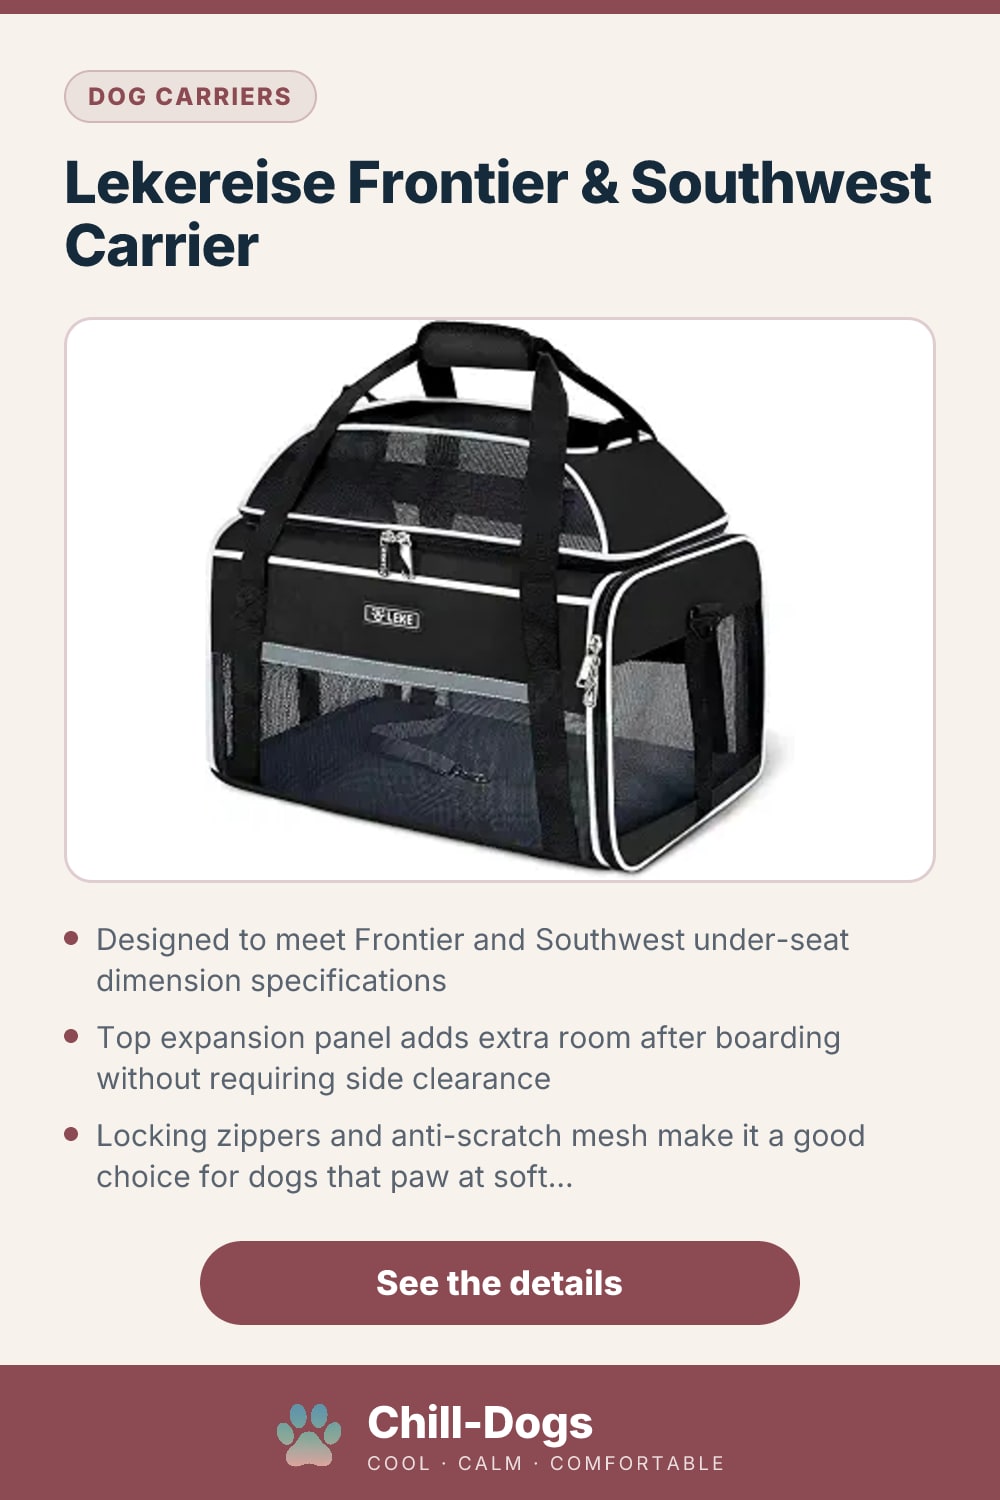 DOG CARRIERS
Lekereise Frontier & Southwest
Carrier
LEKE
Designed to meet Frontier and Southwest under-seat
dimension specifications
Top expansion panel adds extra room after boarding
without requiring side clearance
Locking zippers and anti-scratch mesh make it a good
choice for dogs that paw at soft...
See the details
Chill-Dogs
COOL · CALM · COMFORTABLE